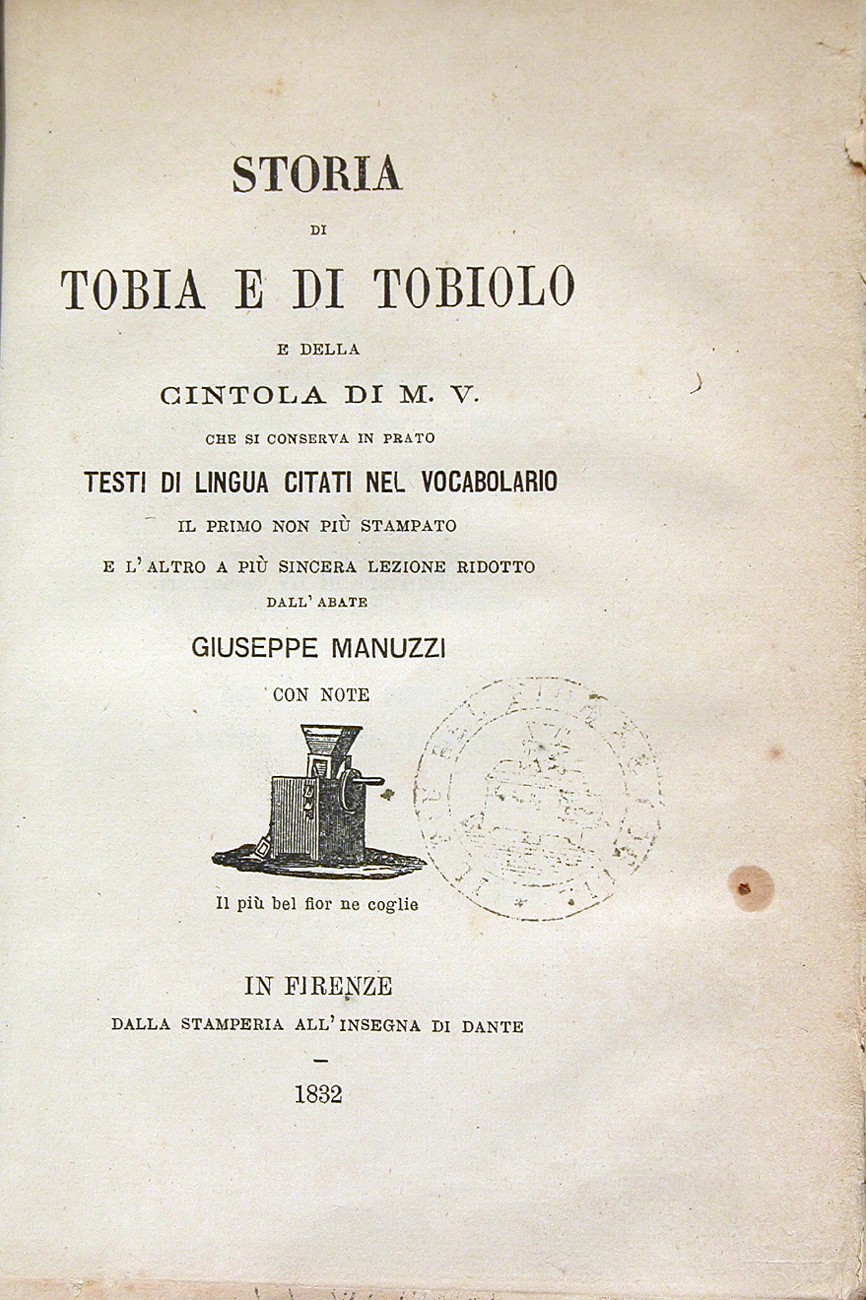 STORIA
DI
TOBIA E DI TOBIOLO
E DELLA
CINTOLA DI M. V.
CHE SI CONSERVA IN PRATO
TESTI DI LINGUA CITATI NEL VOCABOLARIO
IL PRIMO NON PIÙ STAMPATO
E L'ALTRO A PIÙ SINCERA LEZIONE RIDOTTO
DALL' ABATE
GIUSEPPE MANUZZI
CON NOTE
Il più bel fior ne coglie
IN FIRENZE
DALLA STAMPERIA ALL'INSEGNA DI DANTE
1832